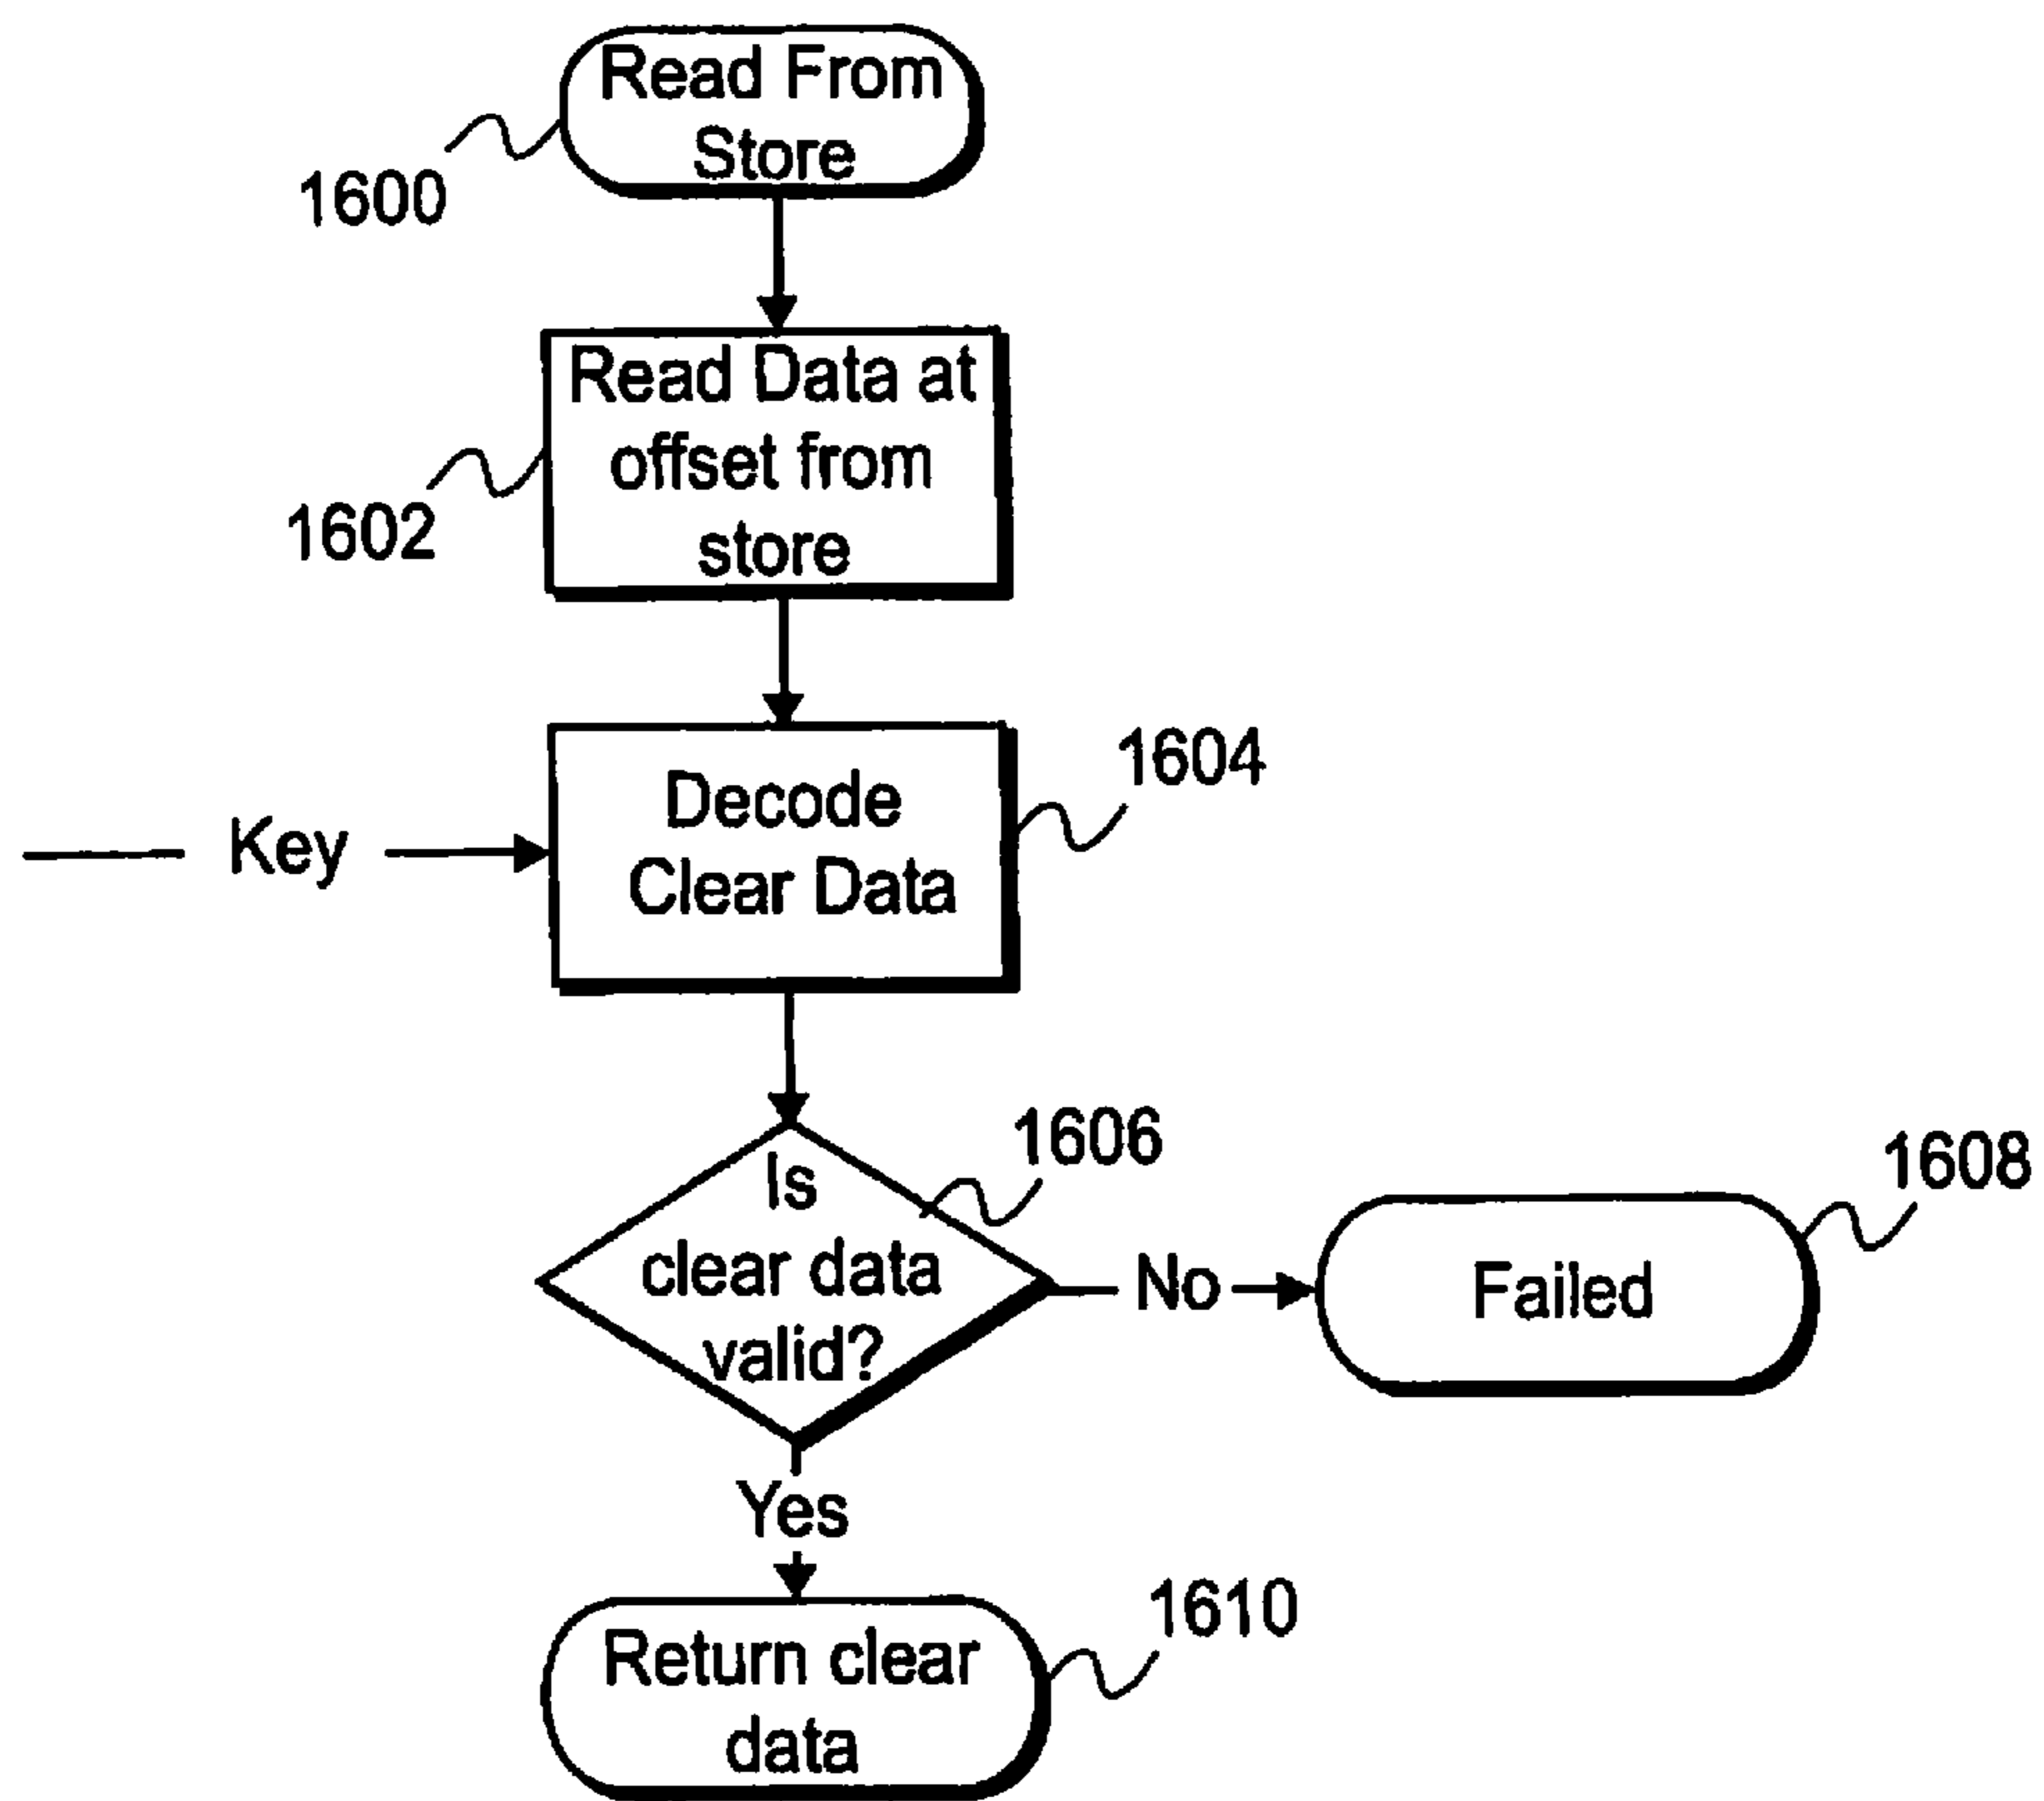 Read From
Store
1600
Read Data at
offset from
store
1602
Decode
Clear Data
1604
Key
Is
clear data
valid?
1606
No
Failed
1608
Yes
Return clear
data
1610